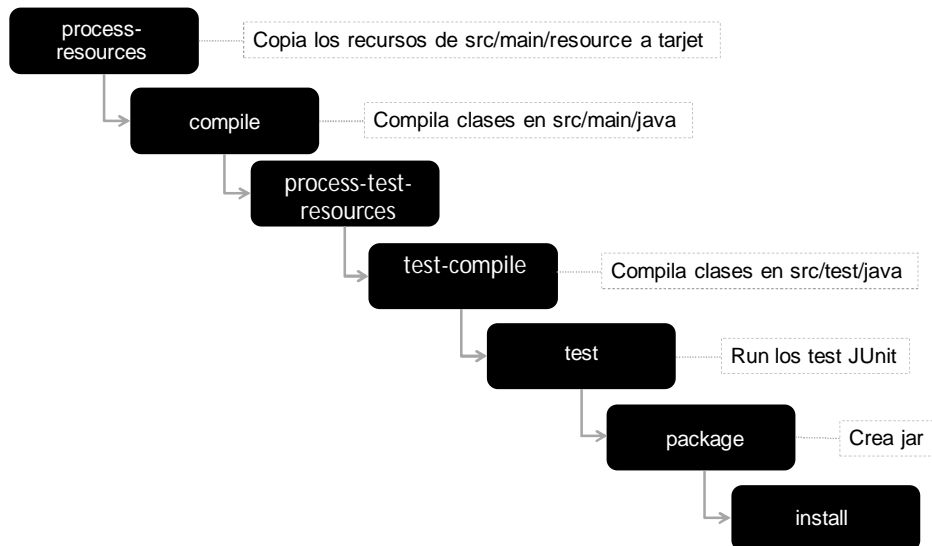 process-
resources
Copia los recursos de src/main/resource a tarjet
compile
Compila clases en src/main/java
process-test-
resources
test-compile
Compila clases en src/test/java
test
Run los test JUnit
package
Crea jar
install